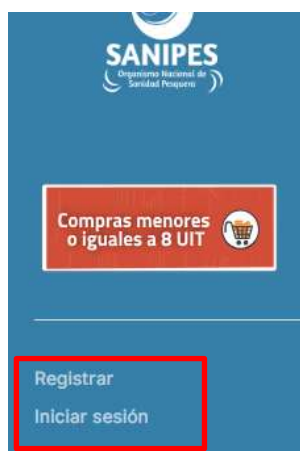 SANIPES
Organismo Nacional de
Sanidad Pesquera
Compras menores
o iguales a 8 UIT
Registrar
Iniciar sesión